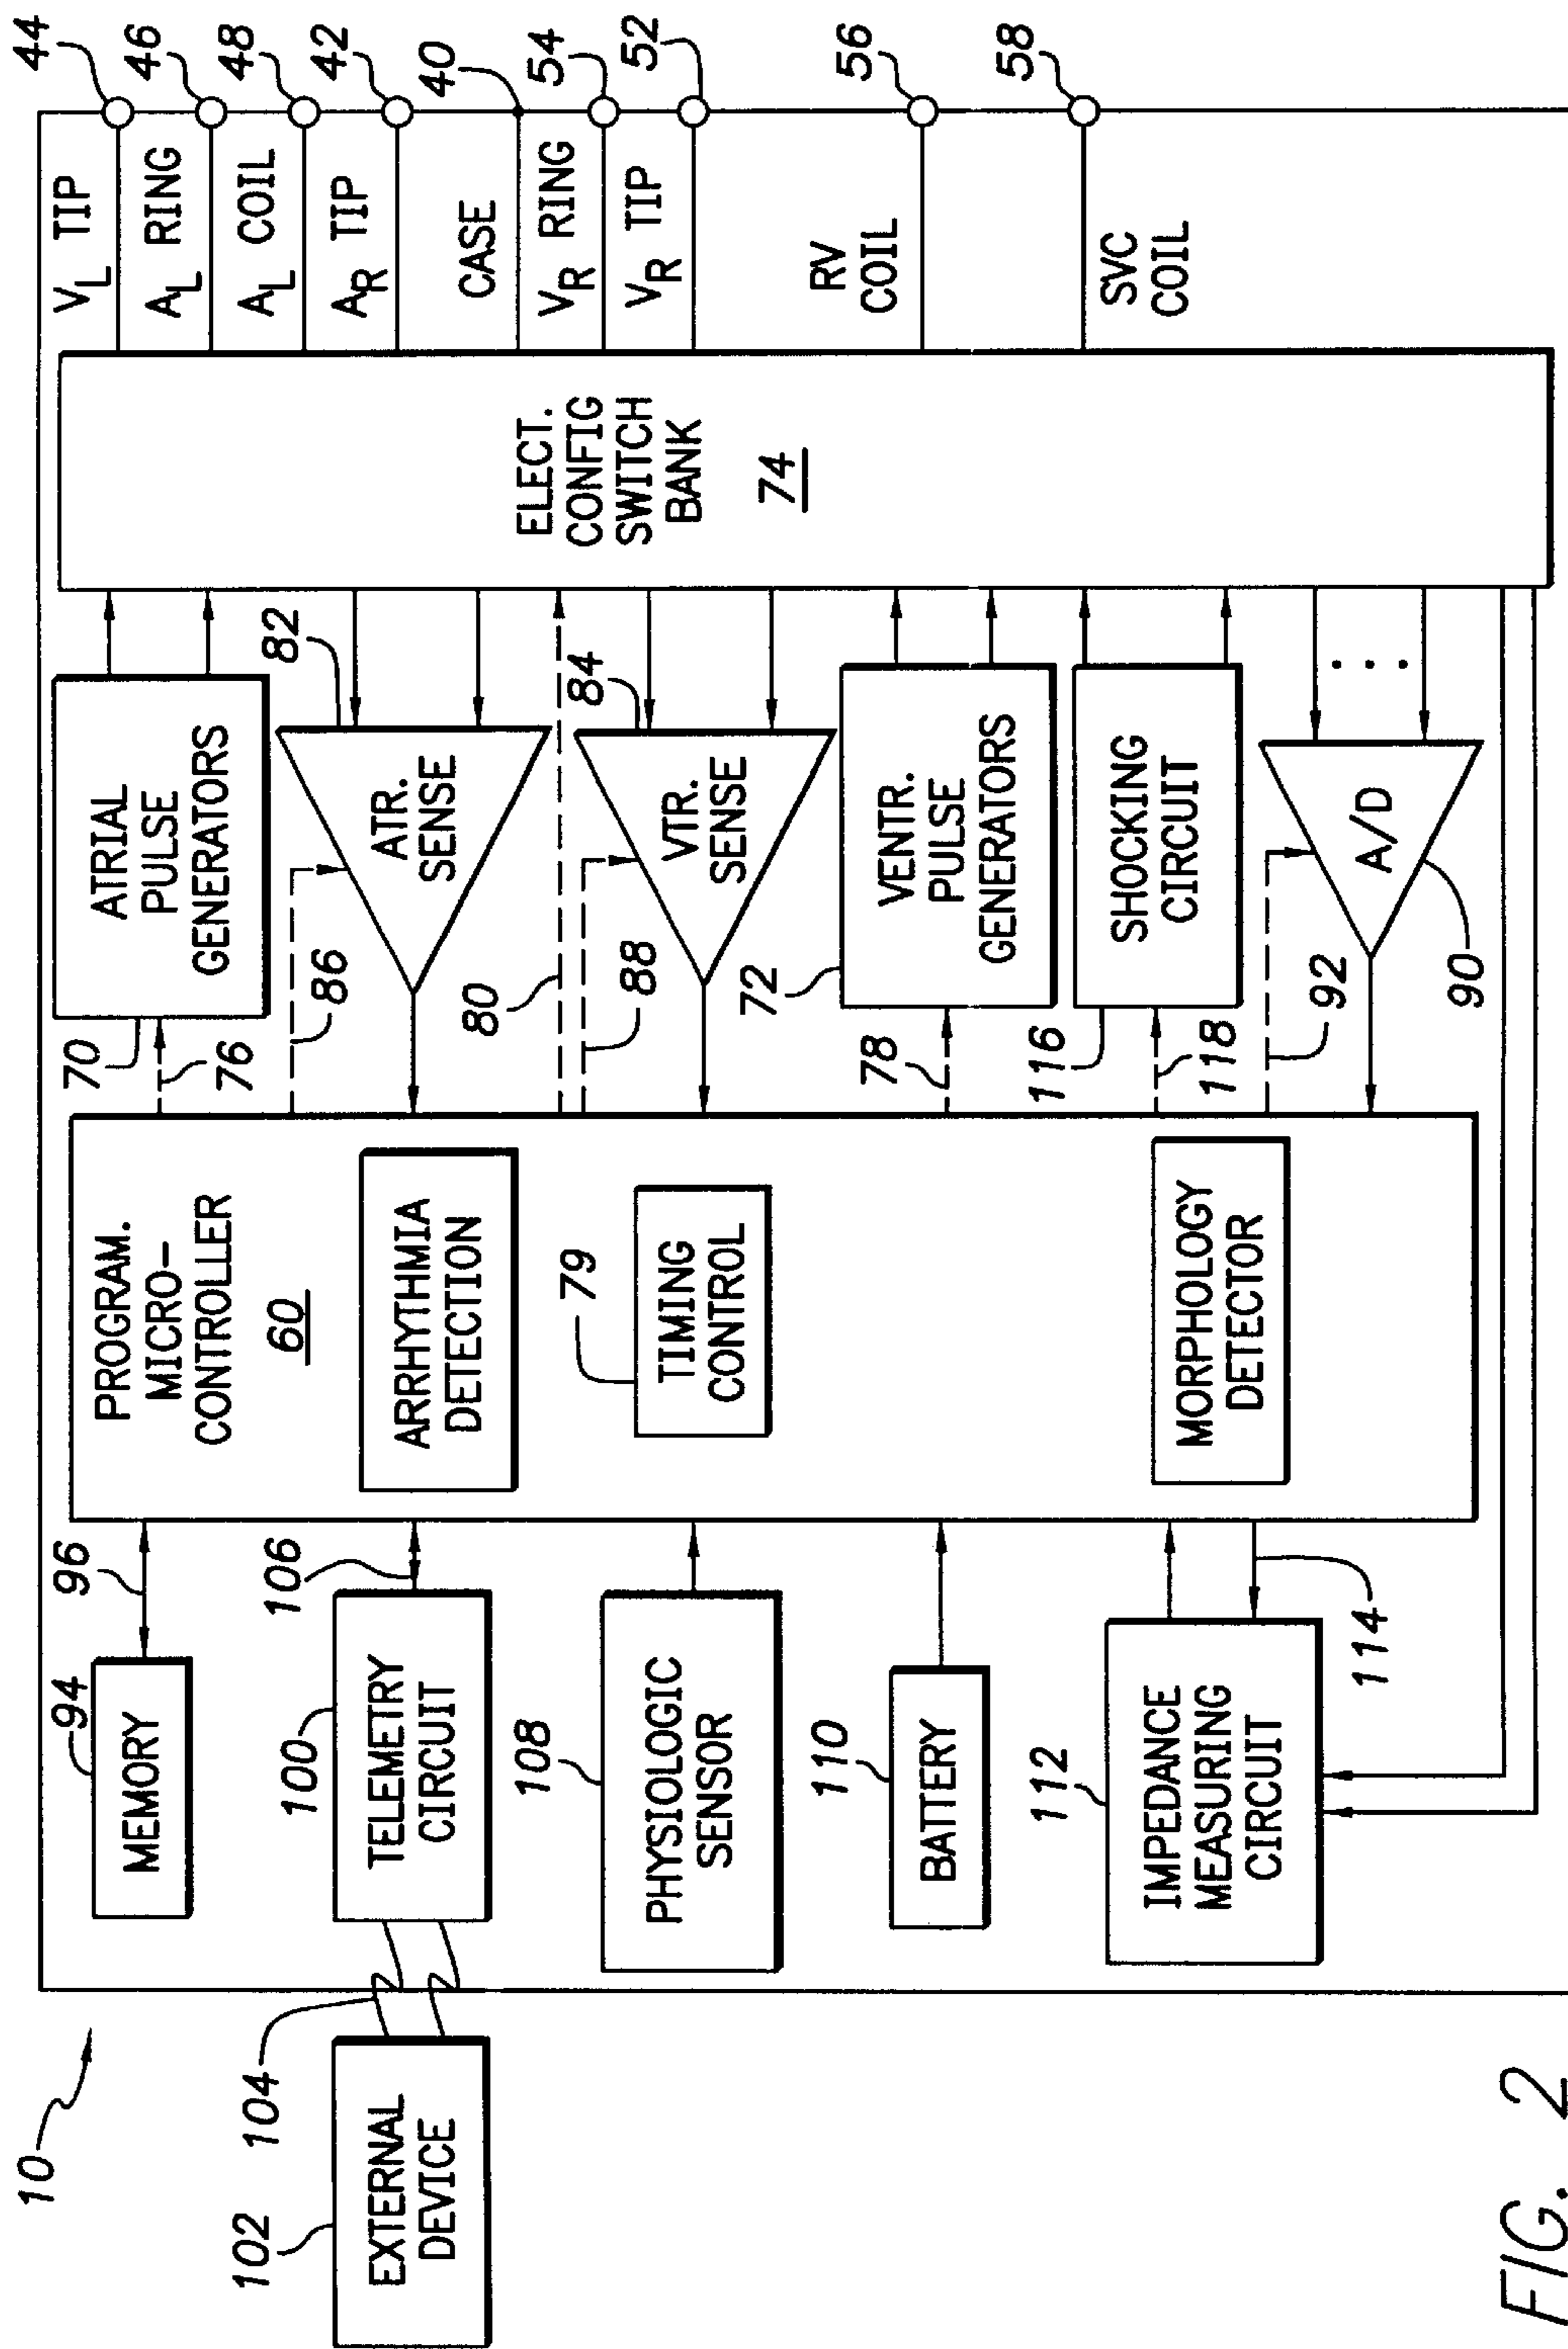 10
102
EXTERNAL
DEVICE
104
94
MEMORY
96
100
TELEMETRY
CIRCUIT
106
108
PHYSIOLOGIC
SENSOR
110
BATTERY
112
IMPEDANCE
MEASURING
CIRCUIT
114
PROGRAM.
MICRO-
CONTROLLER
60
ARRHYTHMIA
DETECTION
79
TIMING
CONTROL
MORPHOLOGY
DETECTOR
70
76
ATRIAL
PULSE
GENERATORS
86
82
ATR.
SENSE
80
88
84
VTR.
SENSE
72
78
VENTR.
PULSE
GENERATORS
116
118
SHOCKING
CIRCUIT
92
A/D
90
ELECT.
CONFIG
SWITCH
BANK
74
VL TIP
44
AL RING
46
AL COIL
48
AR TIP
42
CASE
40
VR RING
54
VR TIP
52
RV
COIL
56
SVC
COIL
58
FIG. 2